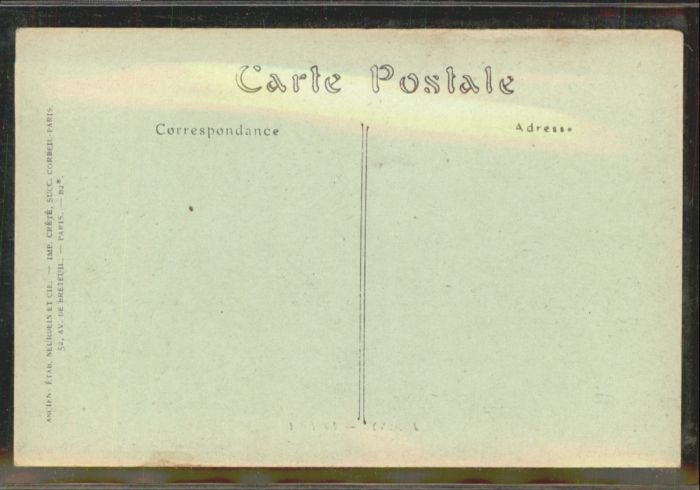 Carte Postale
Correspondance
Adresse
ANCIEN· ÉTAB. NEURDEIN ET CIE. — IMP. CRÉTÉ, SUCC. CORBEIL-PARIS.
52, AV. DE BRETEUIL. — PARIS. — B2*.